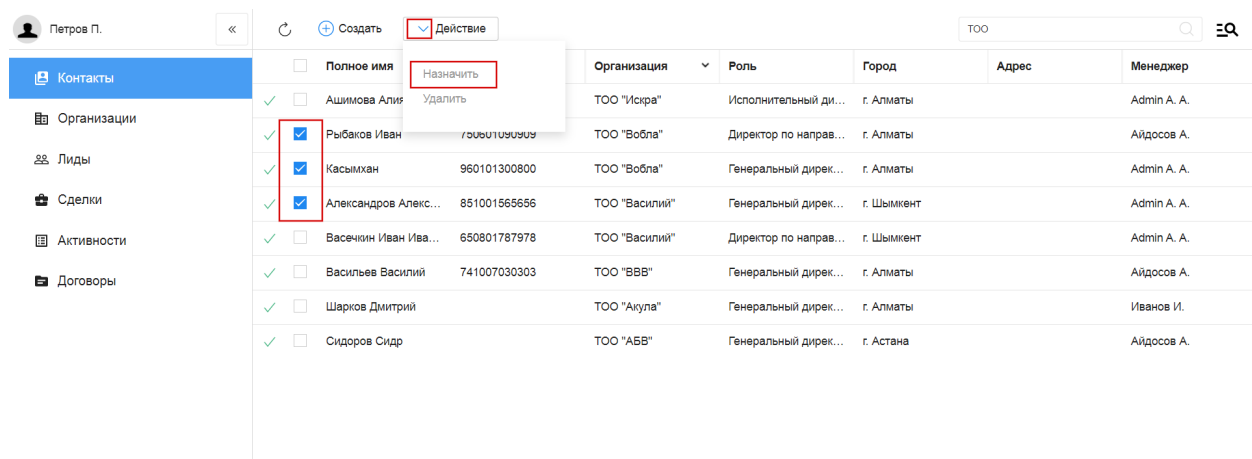 Петров П.
«
Создать
Действие
ТОО
Контакты
Организации
Лиды
Сделки
Активности
Договоры
Назначить
Удалить
Полное имя Организация Роль Город Адрес Менеджер
Ашимова Алия ТОО "Искра" Исполнительный ди... г. Алматы Admin A. A.
Рыбаков Иван 750601090909 ТОО "Вобла" Директор по направ... г. Алматы Айдосов А.
Касымхан 960101300800 ТОО "Вобла" Генеральный дирек... г. Алматы Admin A. A.
Александров Алекс... 851001565656 ТОО "Василий" Генеральный дирек... г. Шымкент Admin A. A.
Васечкин Иван Ива... 650801787978 ТОО "Василий" Директор по направ... г. Шымкент Admin A. A.
Васильев Василий 741007030303 ТОО "ВВВ" Генеральный дирек... г. Алматы Айдосов А.
Шарков Дмитрий ТОО "Акула" Генеральный дирек... г. Алматы Иванов И.
Сидоров Сидр ТОО "АБВ" Генеральный дирек... г. Астана Айдосов А.